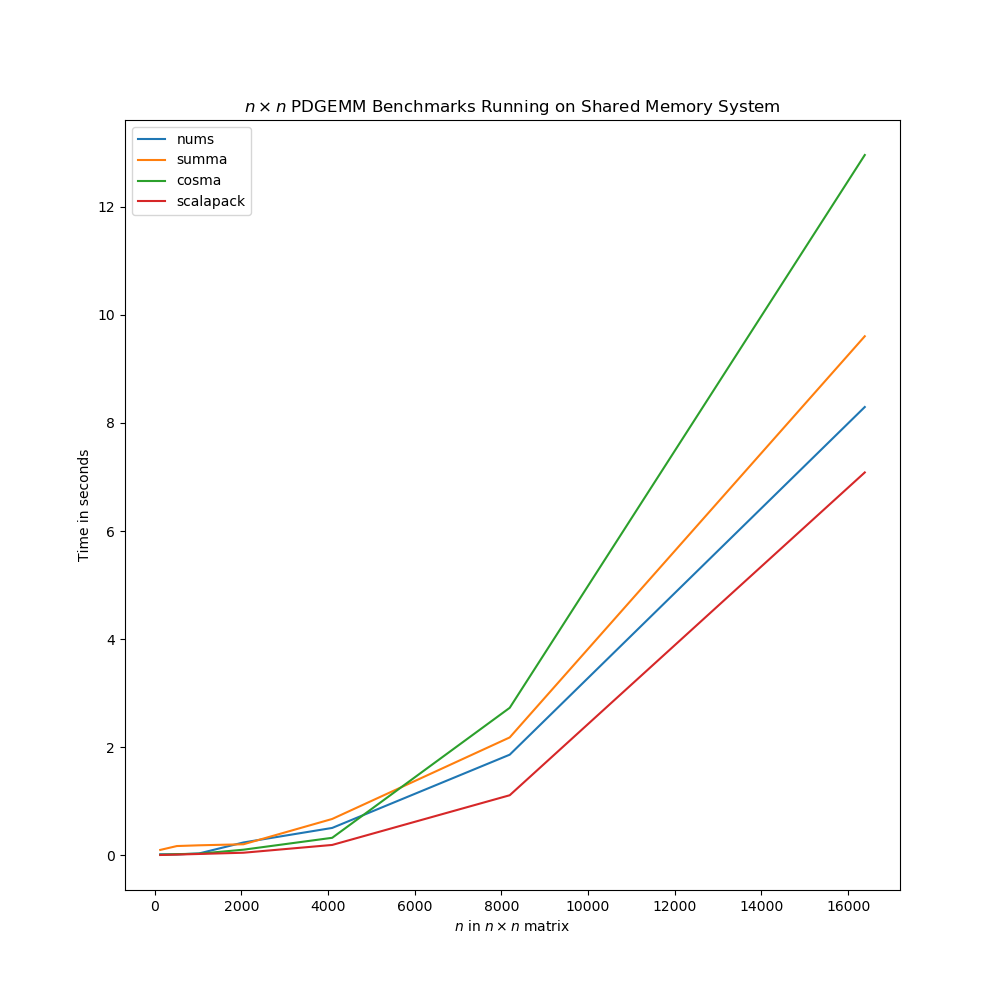 n × n PDGEMM Benchmarks Running on Shared Memory System
nums
summa
cosma
scalapack
12
10
8
6
4
2
0
Time in seconds
0 2000 4000 6000 8000 10000 12000 14000 16000
n in n × n matrix